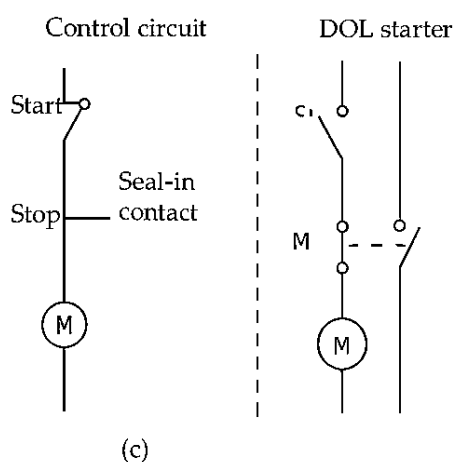 Control circuit
DOL starter
Start
Stop
Seal-in
contact
M
C₁
M
M
(c)